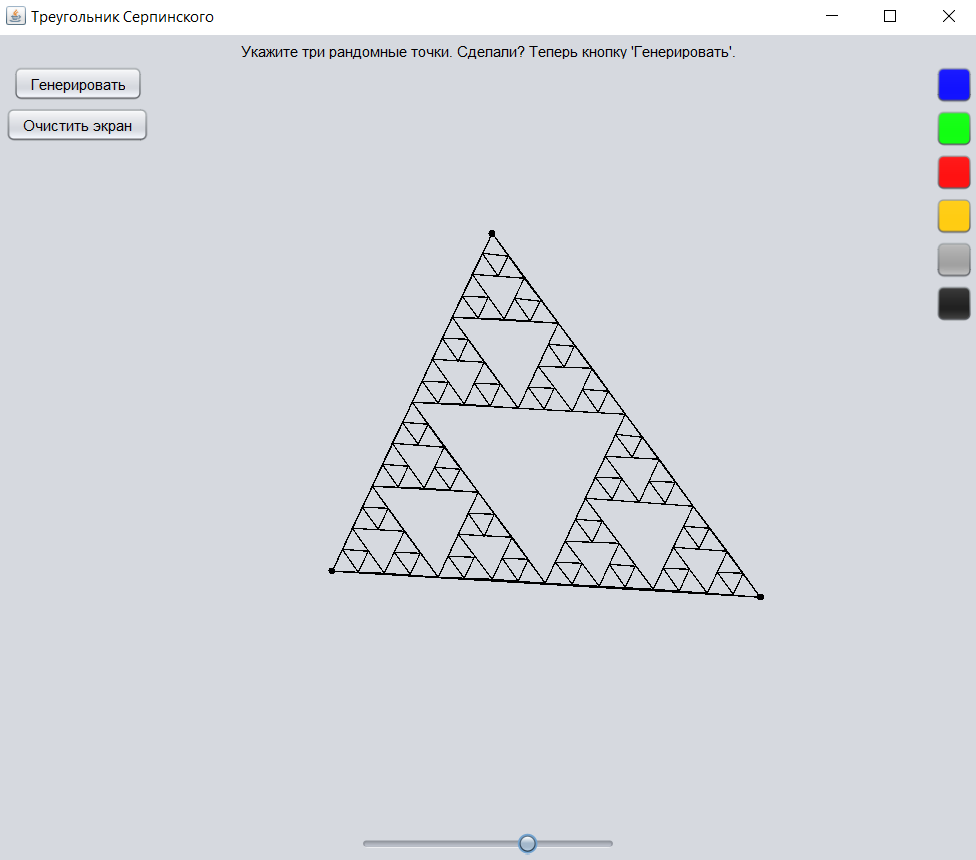 Треугольник Серпинского
Укажите три рандомные точки. Сделали? Теперь кнопку 'Генерировать'.
Генерировать
Очистить экран